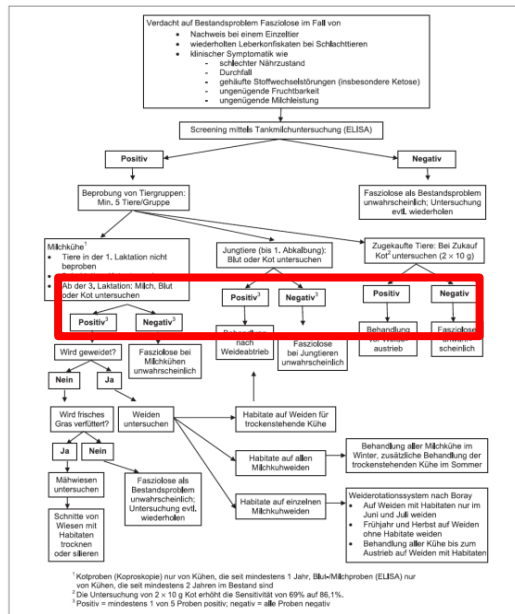 Verdacht auf Bestandsproblem Fasziolose im Fall von
• Nachweis bei einem Einzeltier
• wiederholten Leberkonfiskaten bei Schlachttieren
• klinischer Symptomatik wie
- schlechter Nährzustand
- Durchfall
- gehäufte Stoffwechselstörungen (insbesondere Ketose)
- ungenügende Fruchtbarkeit
- ungenügende Milchleistung
Screening mittels Tankmilchuntersuchung (ELISA)
Positiv
Negativ
Beprobung von Tiergruppen:
Min. 5 Tiere/Gruppe
Fasziolose als Bestandsproblem
unwahrscheinlich; Untersuchung
evtl. wiederholen
Milchkühe¹
• Tiere in der 1. Laktation nicht
beproben
• Ab der 3. Laktation: Milch, Blut
oder Kot untersuchen
Jungtiere (bis 1. Abkalbung):
Blut oder Kot untersuchen
Zugekaufte Tiere: Bei Zukauf
Kot² untersuchen (2 × 10 g)
Positiv³
Negativ³
Positiv³
Negativ³
Positiv
Negativ
Wird geweidet?
Fasziolose bei
Milchkühen
unwahrscheinlich
nach
Weideabtrieb
Fasziolose
bei Jungtieren
unwahrscheinlich
Behandlung
vor Weide-
austrieb
Fasziolose
unwahr-
scheinlich
Nein
Ja
Wird frisches
Gras verfüttert?
Weiden
untersuchen
Habitate auf Weiden für
trockenstehende Kühe
Ja
Nein
Habitate auf allen
Milchkuhweiden
Behandlung aller Milchkühe im
Winter, zusätzliche Behandlung der
trockenstehenden Kühe im Sommer
Mähwiesen
untersuchen
Fasziolose als
Bestandsproblem
unwahrscheinlich;
Untersuchung evtl.
wiederholen
Habitate auf einzelnen
Milchkuhweiden
Weiderotationssystem nach Boray
• Auf Weiden mit Habitaten nur im
Juni und Juli weiden
• Frühjahr und Herbst auf Weiden
ohne Habitate weiden
• Behandlung aller Kühe bis zum
Austrieb auf Weiden mit Habitaten
Schnitte von
Wiesen mit
Habitaten
trocknen
oder silieren
¹ Kotproben (Koproskopie) nur von Kühen, die seit mindestens 1 Jahr, Blut-/Milchproben (ELISA) nur
von Kühen, die seit mindestens 2 Jahren im Bestand sind
² Die Untersuchung von 2 × 10 g Kot erhöht die Sensitivität von 69% auf 86,1%.
³ Positiv = mindestens 1 von 5 Proben positiv; negativ = alle Proben negativ